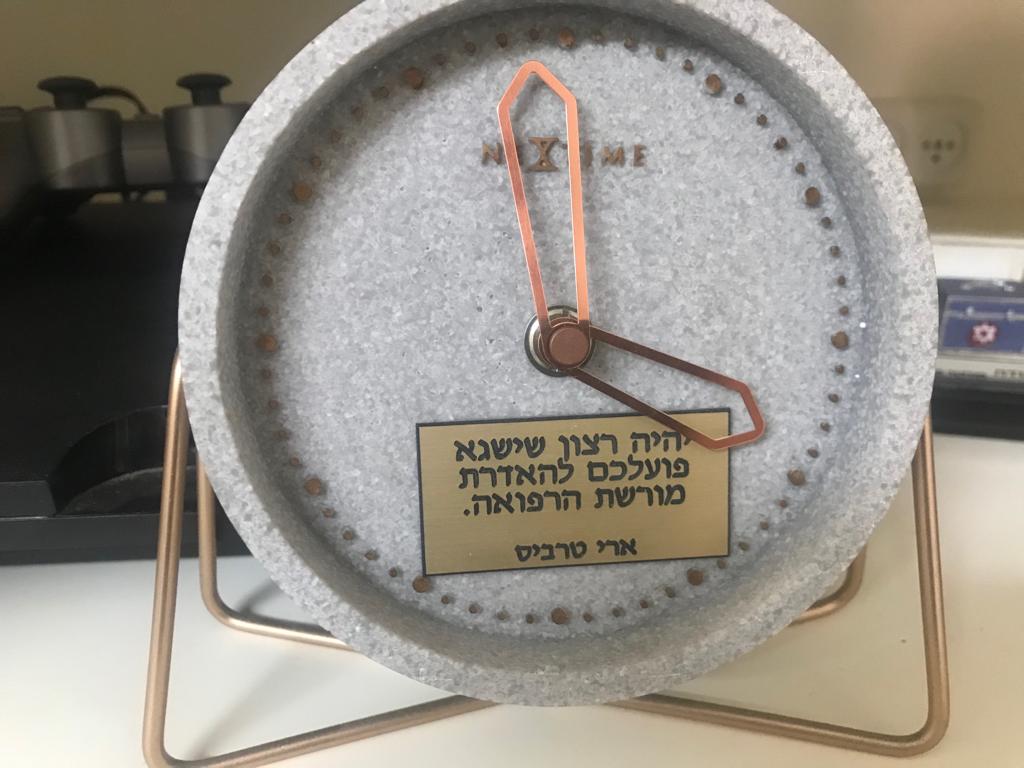 NEXTIME
יהיה רצון שישגא
פועלכם להאדרת
מורשת הרפואה.
ארי טרביס